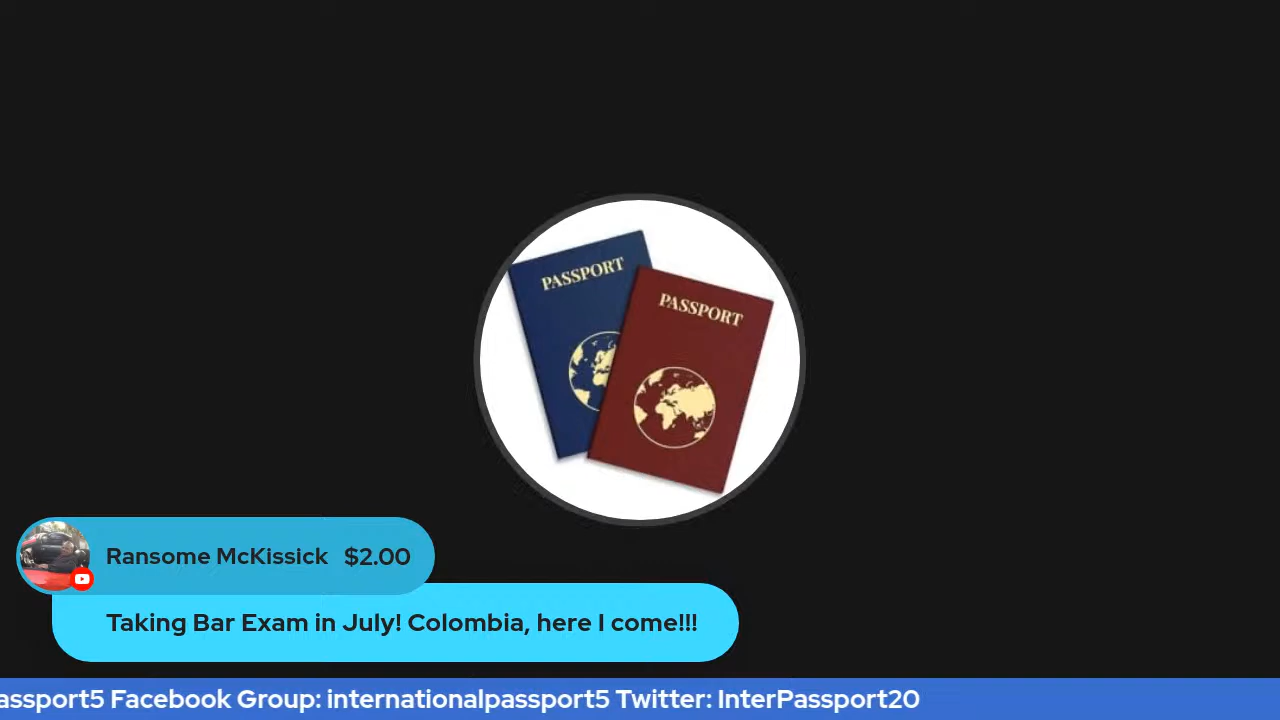 PASSPORT
PASSPORT
Ransome McKissick $2.00
Taking Bar Exam in July! Colombia, here I come!!!
assport5 Facebook Group: internationalpassport5 Twitter: InterPassport20